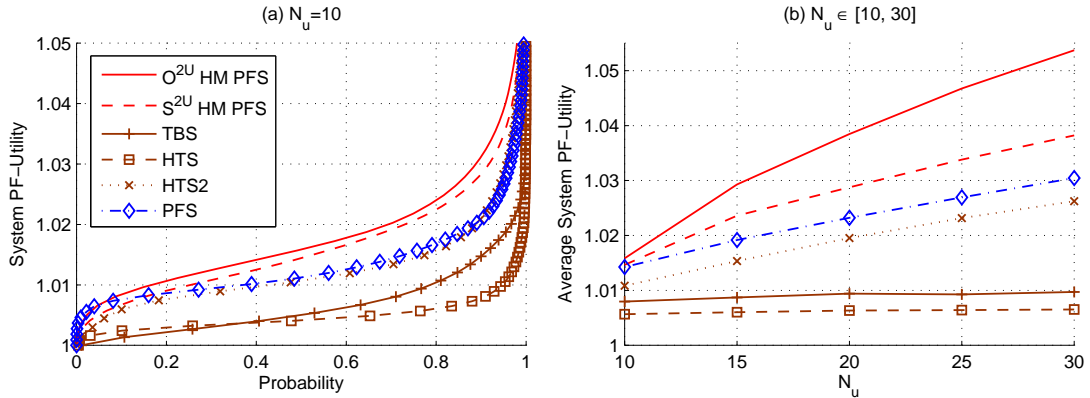 (a) N_u=10
System PF−Utility
1.05
1.04
1.03
1.02
1.01
1
O^2U HM PFS
S^2U HM PFS
TBS
HTS
HTS2
PFS
0 0.2 0.4 0.6 0.8 1
Probability
(b) N_u ∈ [10, 30]
Average System PF−Utility
1.05
1.04
1.03
1.02
1.01
1
10 15 20 25 30
N_u